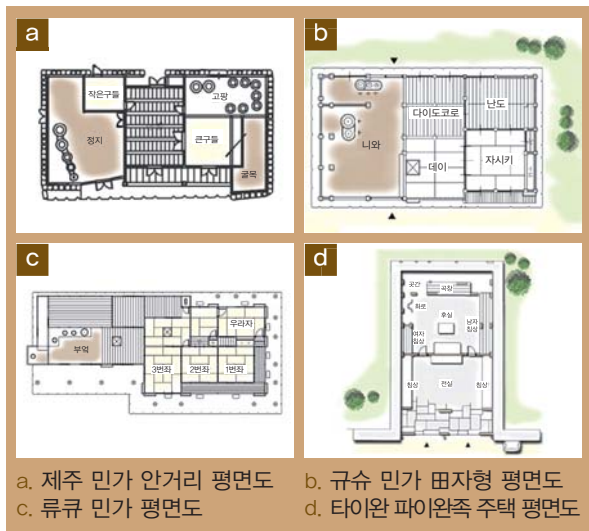 a
작은구들
정지
고팡
큰구들
굴묵
b
다이도코로
난도
니와
데이
자시키
c
우라자
부엌
3번좌
2번좌
1번좌
d
곳간
곡창
화로
후실
여자
침상
남자
침상
침상
전실
침상
a. 제주 민가 안거리 평면도
b. 규슈 민가 田자형 평면도
c. 류큐 민가 평면도
d. 타이완 파이완족 주택 평면도